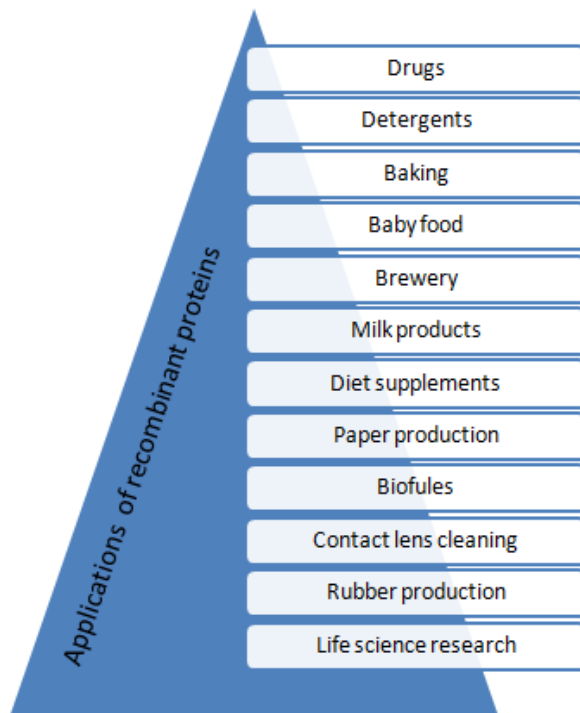 Applications of recombinant proteins
Drugs
Detergents
Baking
Baby food
Brewery
Milk products
Diet supplements
Paper production
Biofules
Contact lens cleaning
Rubber production
Life science research